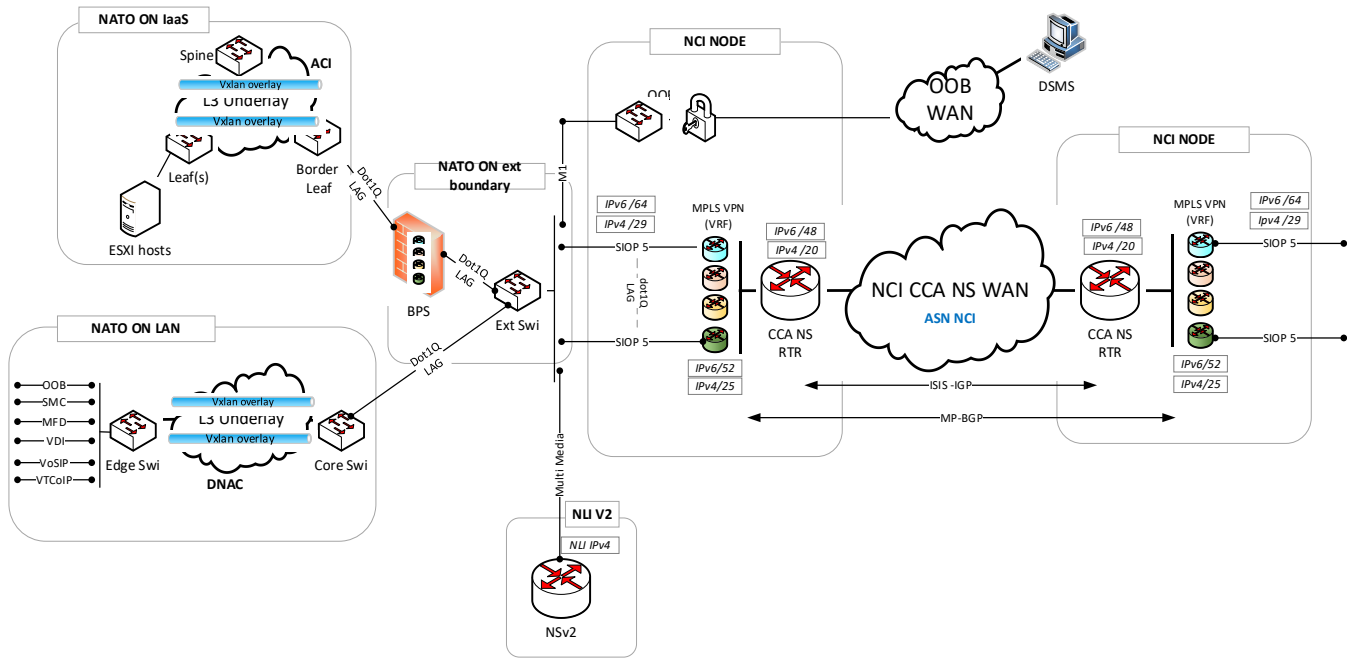 NATO ON IaaS
Spine
ACI
Vxlan overlay
L3 Underlay
Vxlan overlay
Leaf(s)
Border
Leaf
ESXI hosts
Dot1Q
LAG
NATO ON ext
boundary
BPS
Dot1Q
LAG
Ext Swi
Dot1Q
LAG
NATO ON LAN
OOB
SMC
MFD
VDI
VoSIP
VTCoIP
Edge Swi
Vxlan overlay
L3 Underlay
Vxlan overlay
DNAC
Core Swi
NCI NODE
M1
IPv6 /64
IPv4 /29
SIOP 5
dot1Q
LAG
SIOP 5
MPLS VPN
(VRF)
IPv6/52
IPv4/25
IPv6 /48
IPv4 /20
CCA NS
RTR
OOB
WAN
DSMS
NCI CCA NS WAN
ASN NCI
ISIS -IGP
MP-BGP
NCI NODE
IPv6 /48
IPv4 /20
CCA NS
RTR
MPLS VPN
(VRF)
IPv6 /64
Ipv4 /29
SIOP 5
SIOP 5
IPv6/52
IPv4/25
Multi Media
NLI V2
NLI IPv4
NSv2